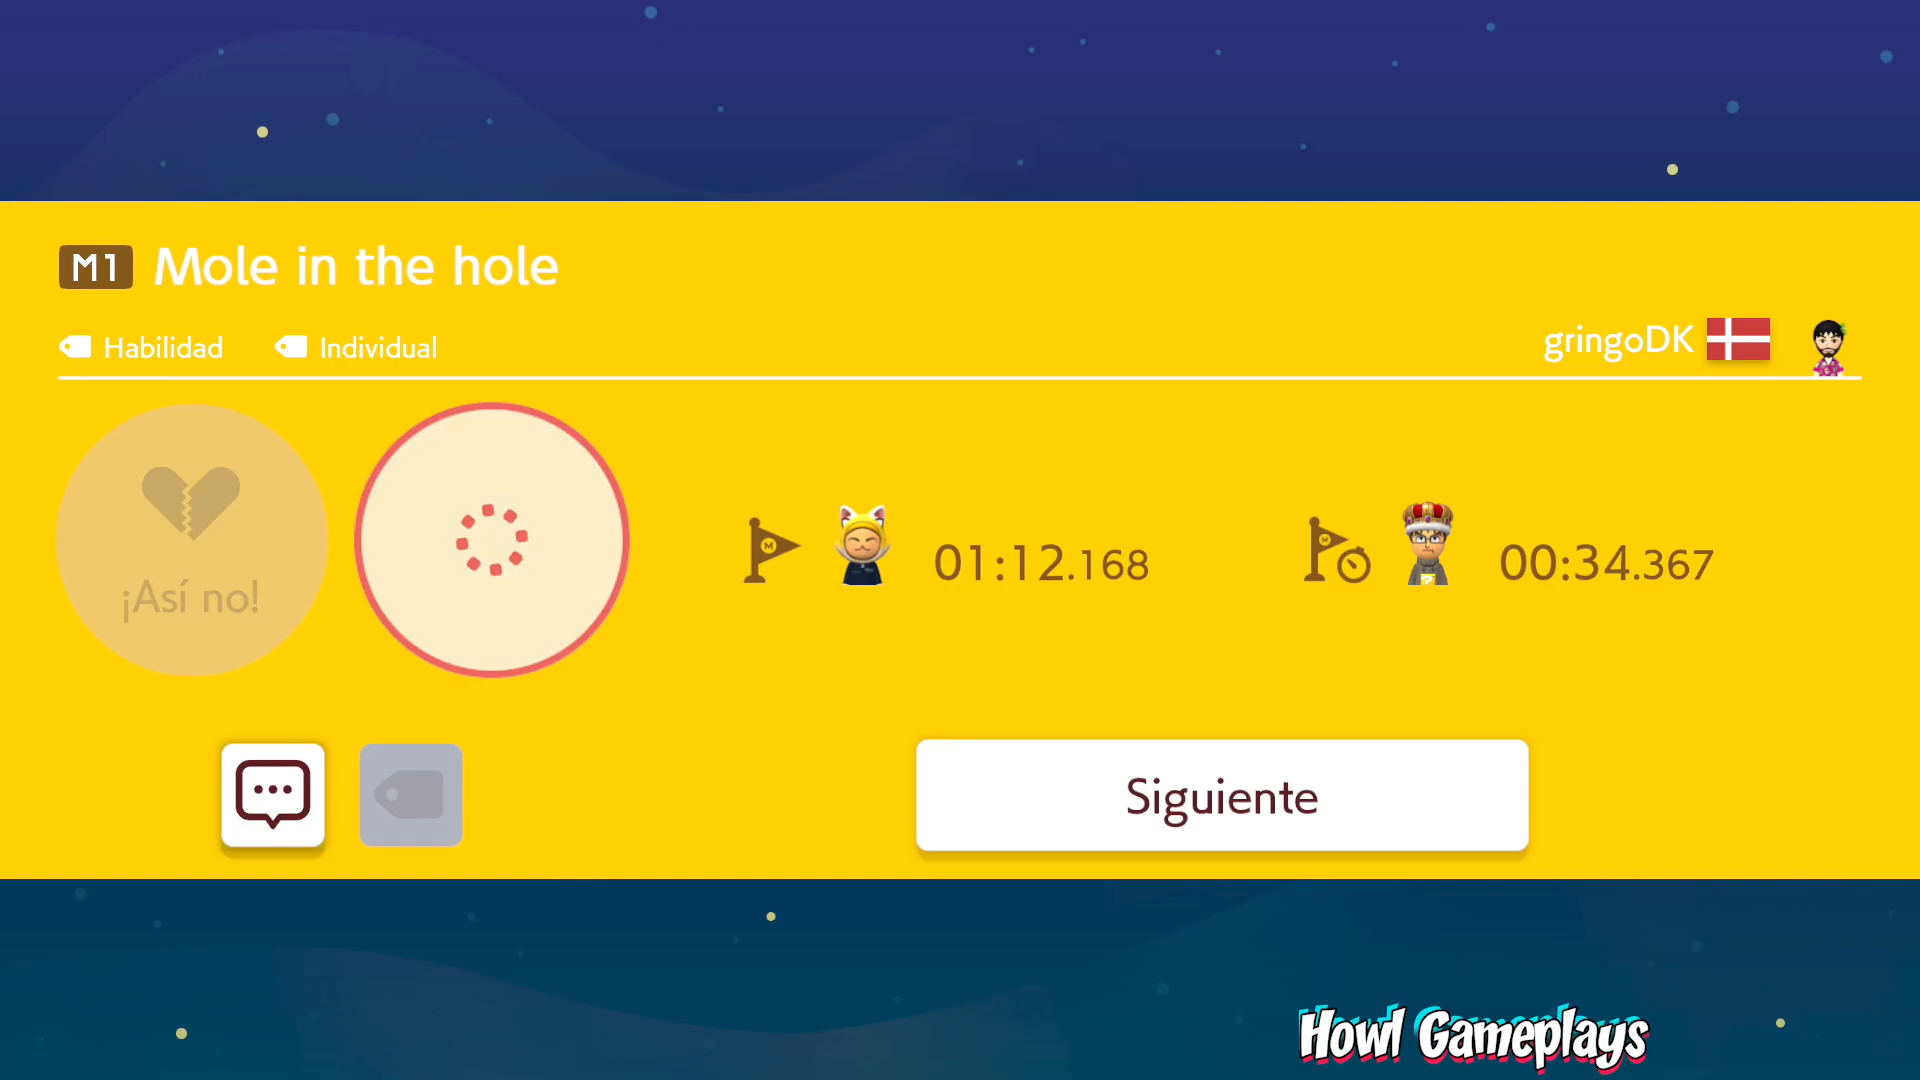 M1 Mole in the hole
Habilidad Individual
gringoDK
¡Así no!
M 01:12.168
M 00:34.367
Siguiente
Howl Gameplays